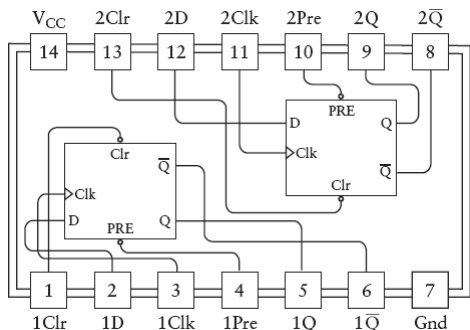 V_CC 2Clr 2D 2Clk 2Pre 2Q 2Q̅
14 13 12 11 10 9 8
PRE
D Q
Clk
Q̅
Clr
Clr
Q̅
Clk
D Q
PRE
1 2 3 4 5 6 7
1Clr 1D 1Clk 1Pre 1Q 1Q̅ Gnd